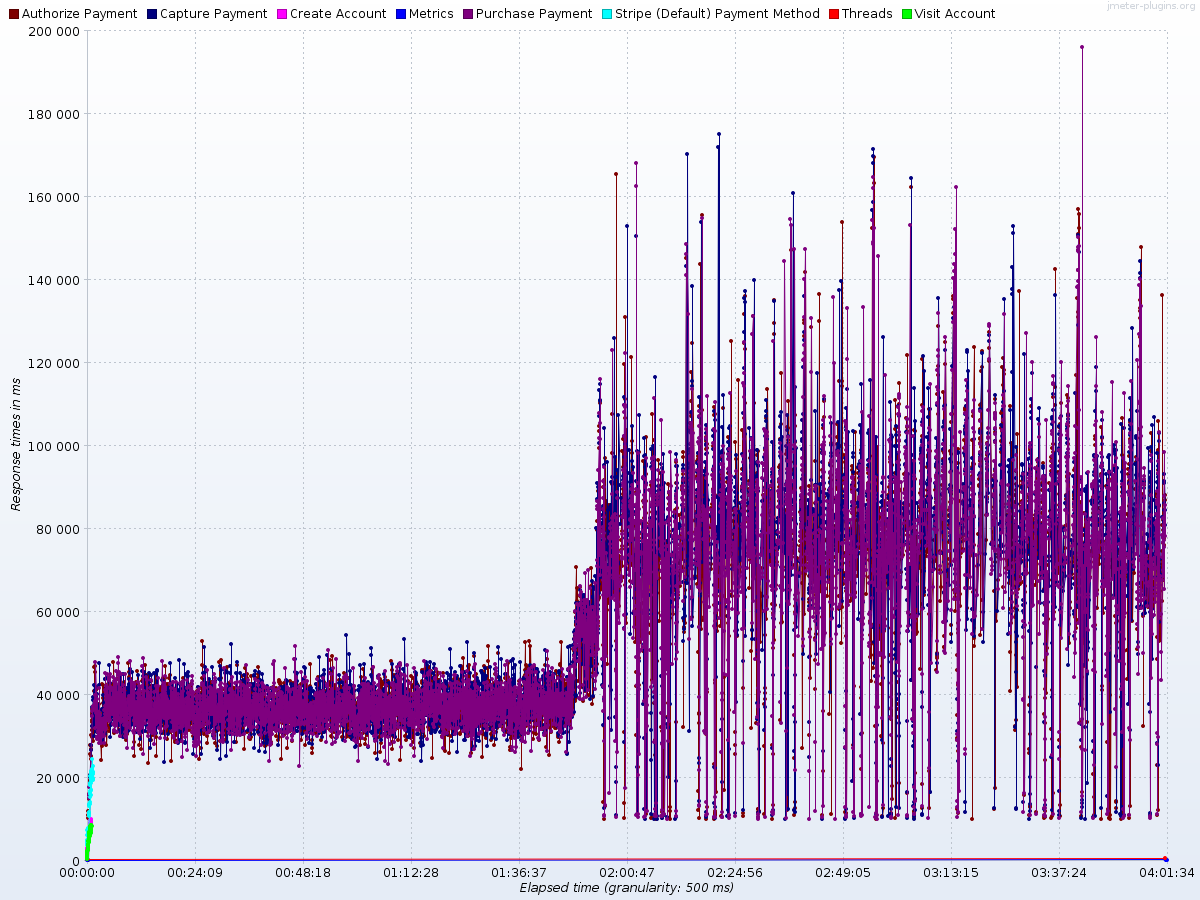 jmeter-plugins.org
Authorize Payment Capture Payment Create Account Metrics Purchase Payment Stripe (Default) Payment Method Threads Visit Account
200 000
180 000
160 000
140 000
120 000
100 000
80 000
60 000
40 000
20 000
0
Response times in ms
00:00:00 00:24:09 00:48:18 01:12:28 01:36:37 02:00:47 02:24:56 02:49:05 03:13:15 03:37:24 04:01:34
Elapsed time (granularity: 500 ms)